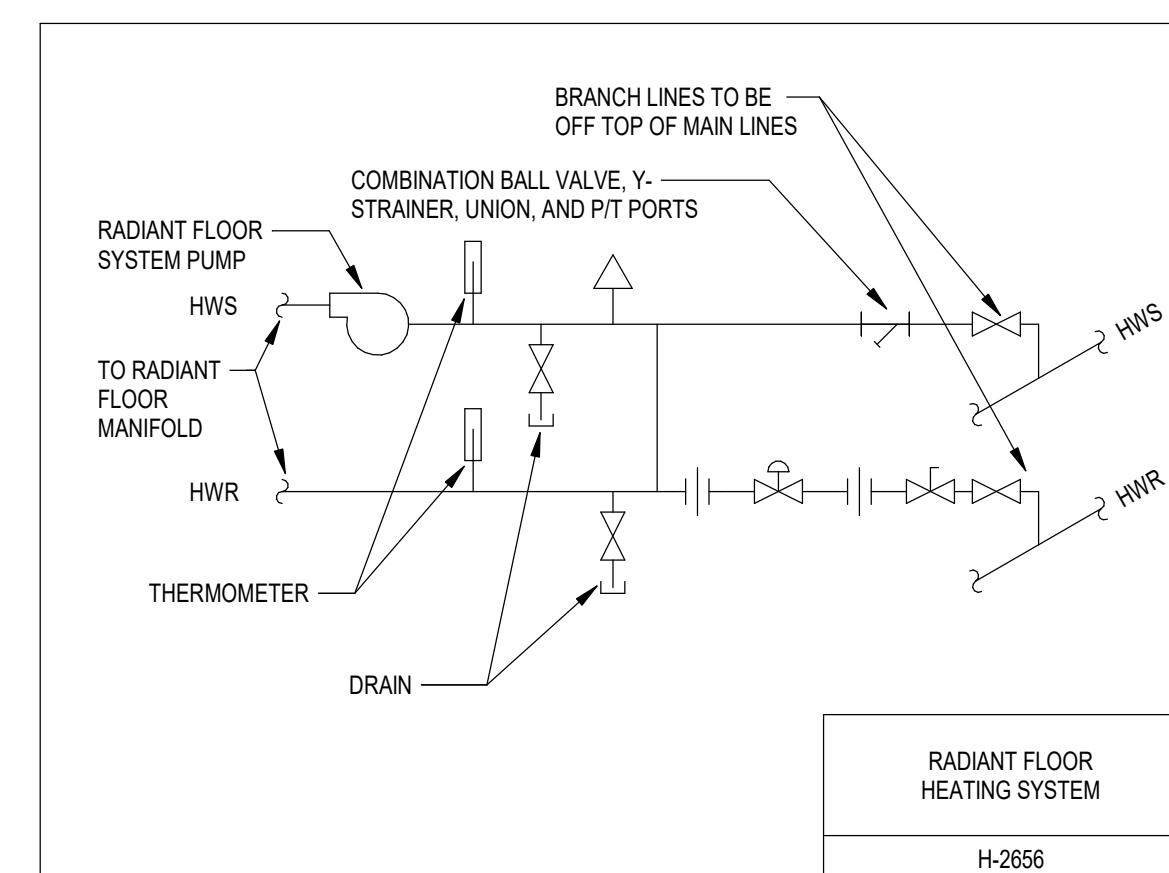 BRANCH LINES TO BE
OFF TOP OF MAIN LINES
COMBINATION BALL VALVE, Y-
STRAINER, UNION, AND P/T PORTS
RADIANT FLOOR
SYSTEM PUMP
HWS
HWS
TO RADIANT
FLOOR
MANIFOLD
HWR
HWR
THERMOMETER
DRAIN
RADIANT FLOOR
HEATING SYSTEM
H-2656